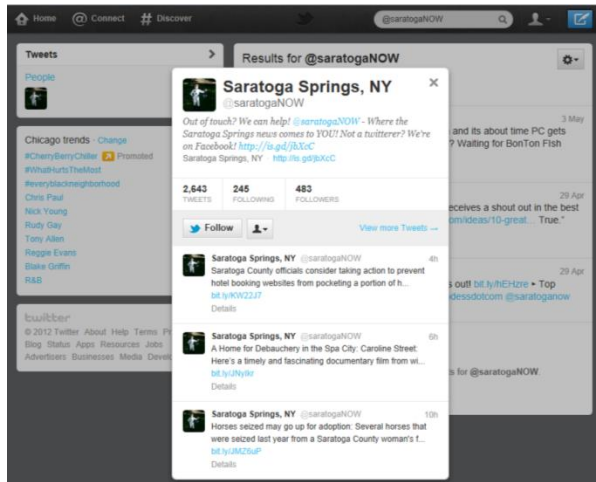 Home @ Connect # Discover
@saratogaNOW
Tweets
People
Chicago trends · Change
#CherryBerryChiller Promoted
#WhatHurtsTheMost
#everyblackneighborhood
Chris Paul
Nick Young
Rudy Gay
Tony Allen
Reggie Evans
Blake Griffin
R&B
twitter
© 2012 Twitter About Help Terms
Blog Status Apps Resources Jobs
Advertisers Businesses Media
Results for @saratogaNOW
3 May
and its about time PC gets
? Waiting for BonTon FIsh
29 Apr
receives a shout out in the best
om/ideas/10-great... True."
29 Apr
s out! bit.ly/hEHzre • Top
dessdotcom @saratoganow
ts for @saratogaNOW.
Saratoga Springs, NY
@saratogaNOW
Out of touch? We can help! @saratogaNOW - Where the
Saratoga Springs news comes to YOU! Not a twitterer? We're
on Facebook! http://is.gd/jbXcC
Saratoga Springs, NY · http://is.gd/jbXcC
2,643 TWEETS
245 FOLLOWING
483 FOLLOWERS
Follow
View more Tweets →
Saratoga Springs, NY @saratogaNOW 4h
Saratoga County officials consider taking action to prevent
hotel booking websites from pocketing a portion of h...
bit.ly/KW22J7
Details
Saratoga Springs, NY @saratogaNOW 6h
A Home for Debauchery in the Spa City: Caroline Street:
Here's a timely and fascinating documentary film from wi...
bit.ly/JNyIkr
Details
Saratoga Springs, NY @saratogaNOW 10h
Horses seized may go up for adoption: Several horses that
were seized last year from a Saratoga County woman's f...
bit.ly/JMZ6uP
Details